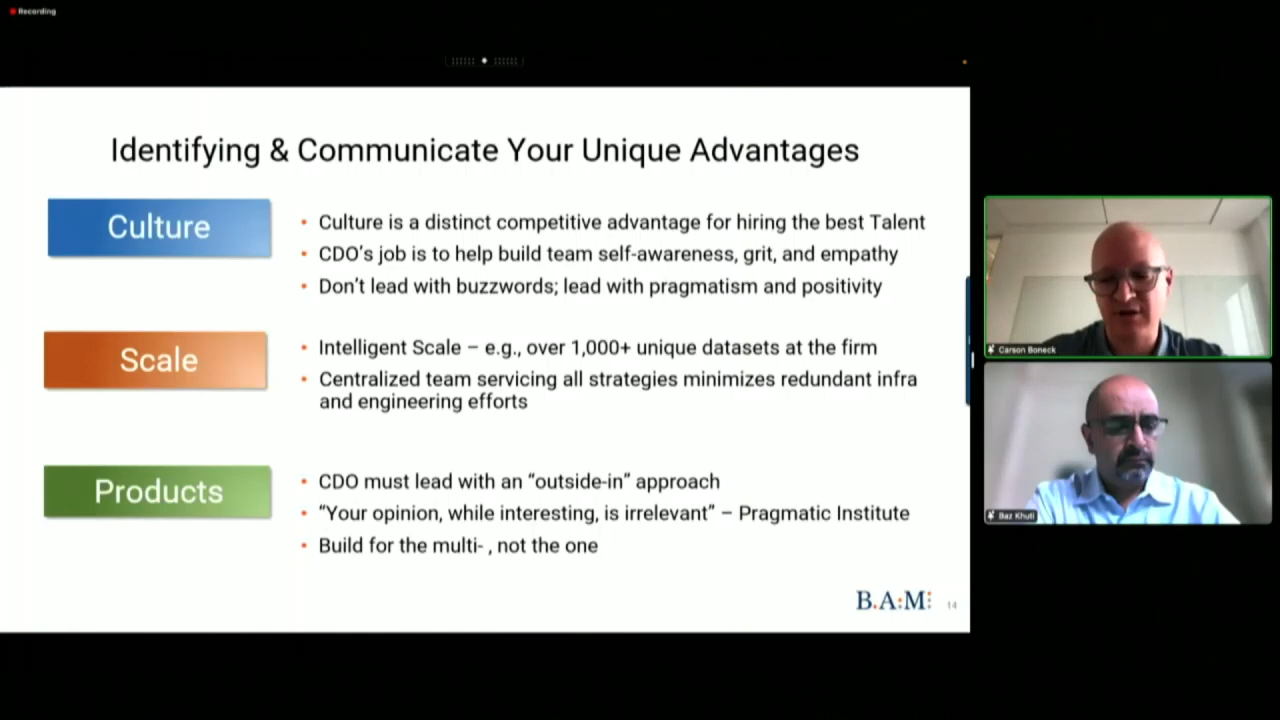 Recording
Identifying & Communicate Your Unique Advantages
Culture
• Culture is a distinct competitive advantage for hiring the best Talent
• CDO's job is to help build team self-awareness, grit, and empathy
• Don't lead with buzzwords; lead with pragmatism and positivity
Scale
• Intelligent Scale – e.g., over 1,000+ unique datasets at the firm
• Centralized team servicing all strategies minimizes redundant infra
and engineering efforts
Products
• CDO must lead with an “outside-in” approach
• “Your opinion, while interesting, is irrelevant” – Pragmatic Institute
• Build for the multi- , not the one
B.A:M:
14
Carson Boneck
Baz Khuti